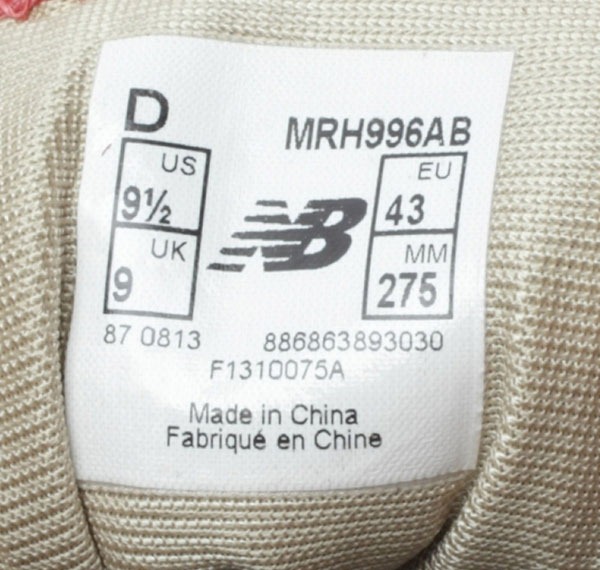 D
MRH996AB
US
9½
UK
9
NB
EU
43
MM
275
87 0813
886863893030
F1310075A
Made in China
Fabriqué en Chine